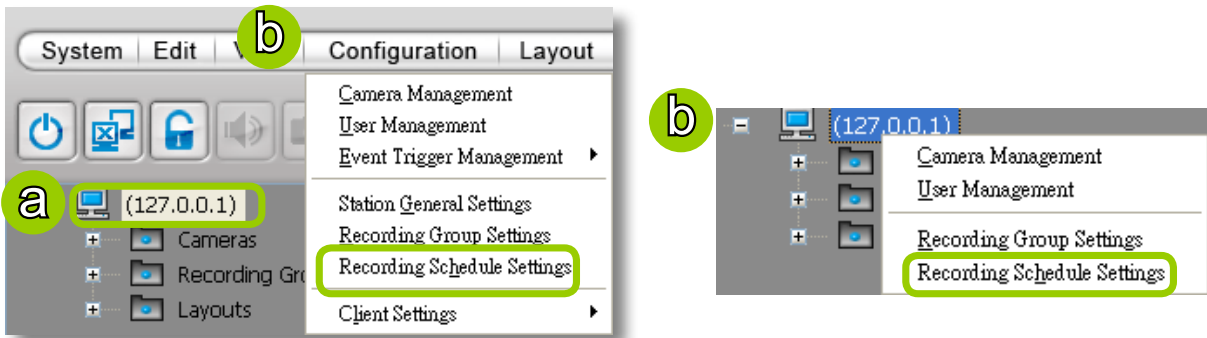 System Edit b Configuration Layout
Camera Management
User Management
Event Trigger Management
a (127.0.0.1)
Station General Settings
Cameras
Recording Group Settings
Recording
Recording Schedule Settings
Layouts
Client Settings
b (127.0.0.1)
Camera Management
User Management
Recording Group Settings
Recording Schedule Settings